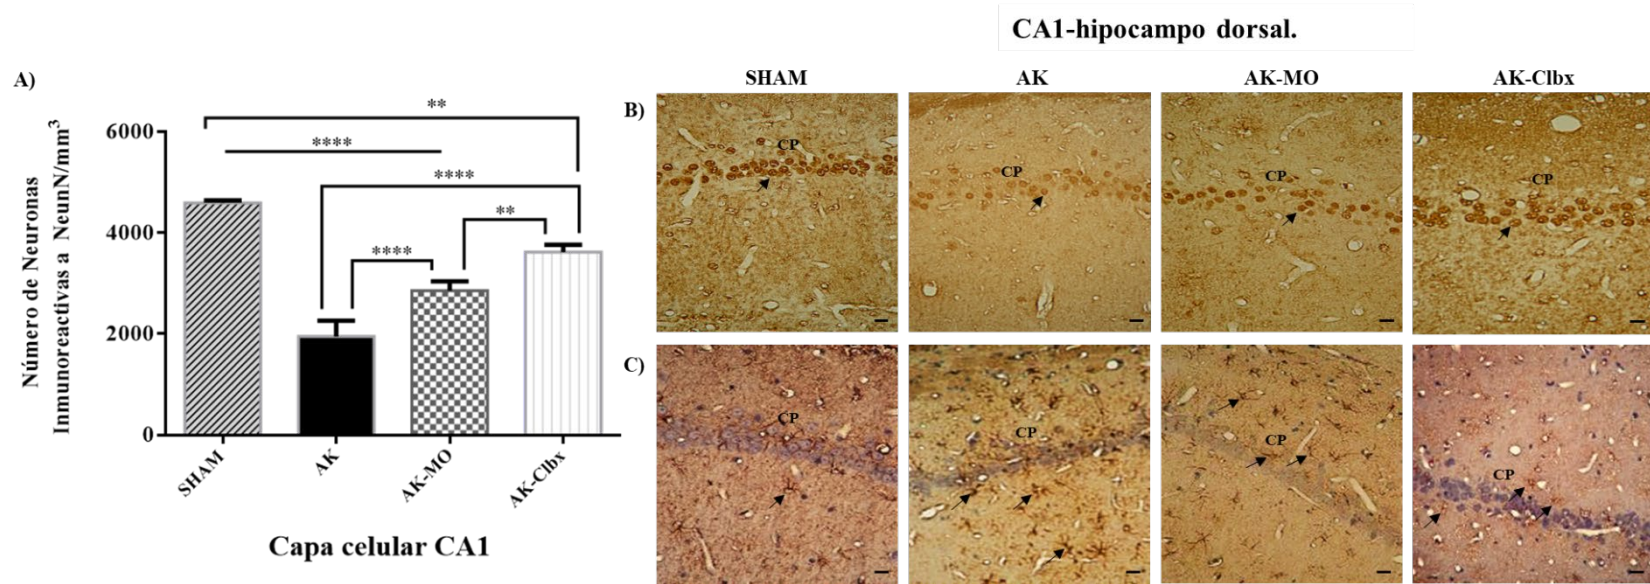 CA1-hipocampo dorsal.
A)
Número de Neuronas
Inmunoreactivas a NeunN/mm³
6000
4000
2000
0
**
****
****
**
****
SHAM
AK
AK-MO
AK-Clbx
Capa celular CA1
SHAM
AK
AK-MO
AK-Clbx
B)
CP
CP
CP
CP
C)
CP
CP
CP
CP